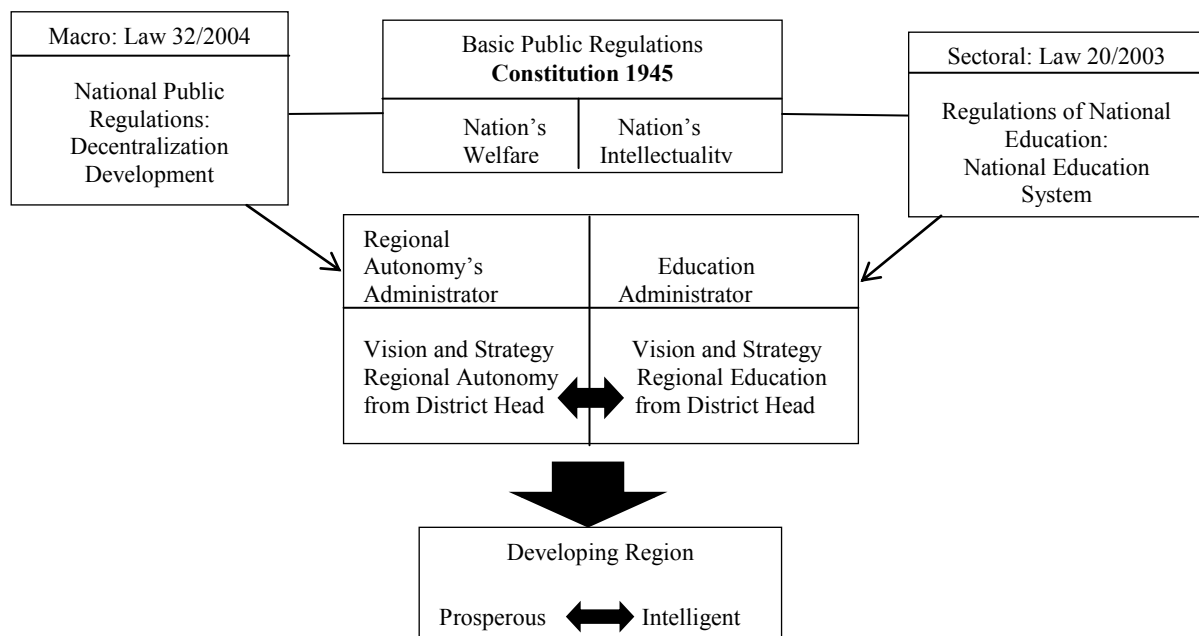 Macro: Law 32/2004
National Public
Regulations:
Decentralization
Development
Basic Public Regulations
Constitution 1945
Nation's
Welfare
Nation's
Intellectuality
Sectoral: Law 20/2003
Regulations of National
Education:
National Education
System
Regional
Autonomy's
Administrator
Education
Administrator
Vision and Strategy
Regional Autonomy
from District Head
Vision and Strategy
Regional Education
from District Head
Developing Region
Prosperous
Intelligent